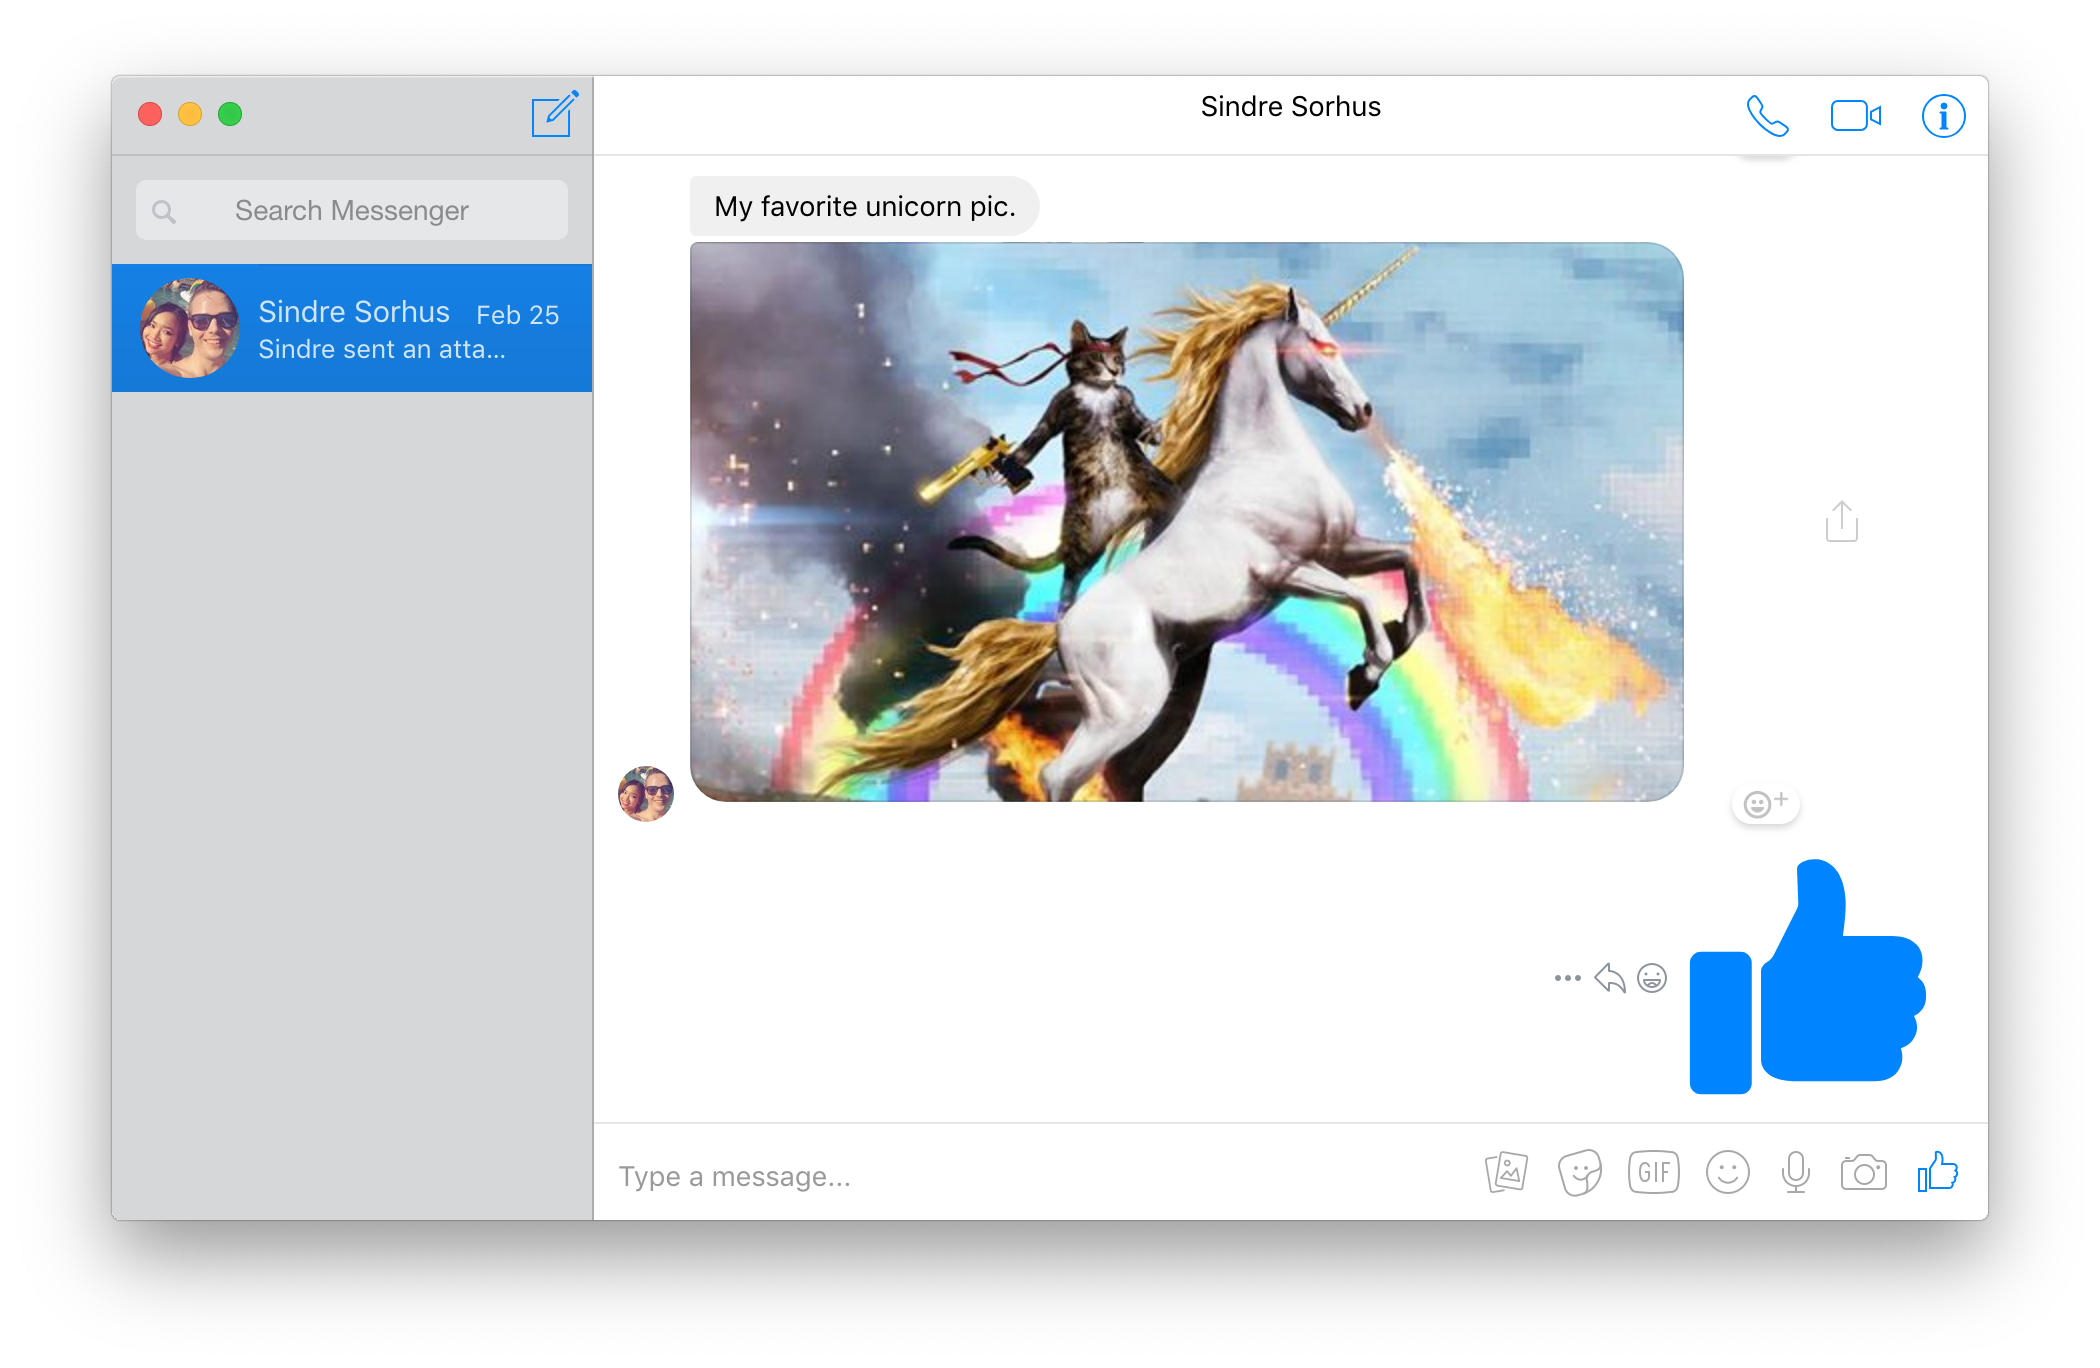 Sindre Sorhus
Search Messenger
Sindre Sorhus Feb 25
Sindre sent an atta...
My favorite unicorn pic.
Type a message...
GIF